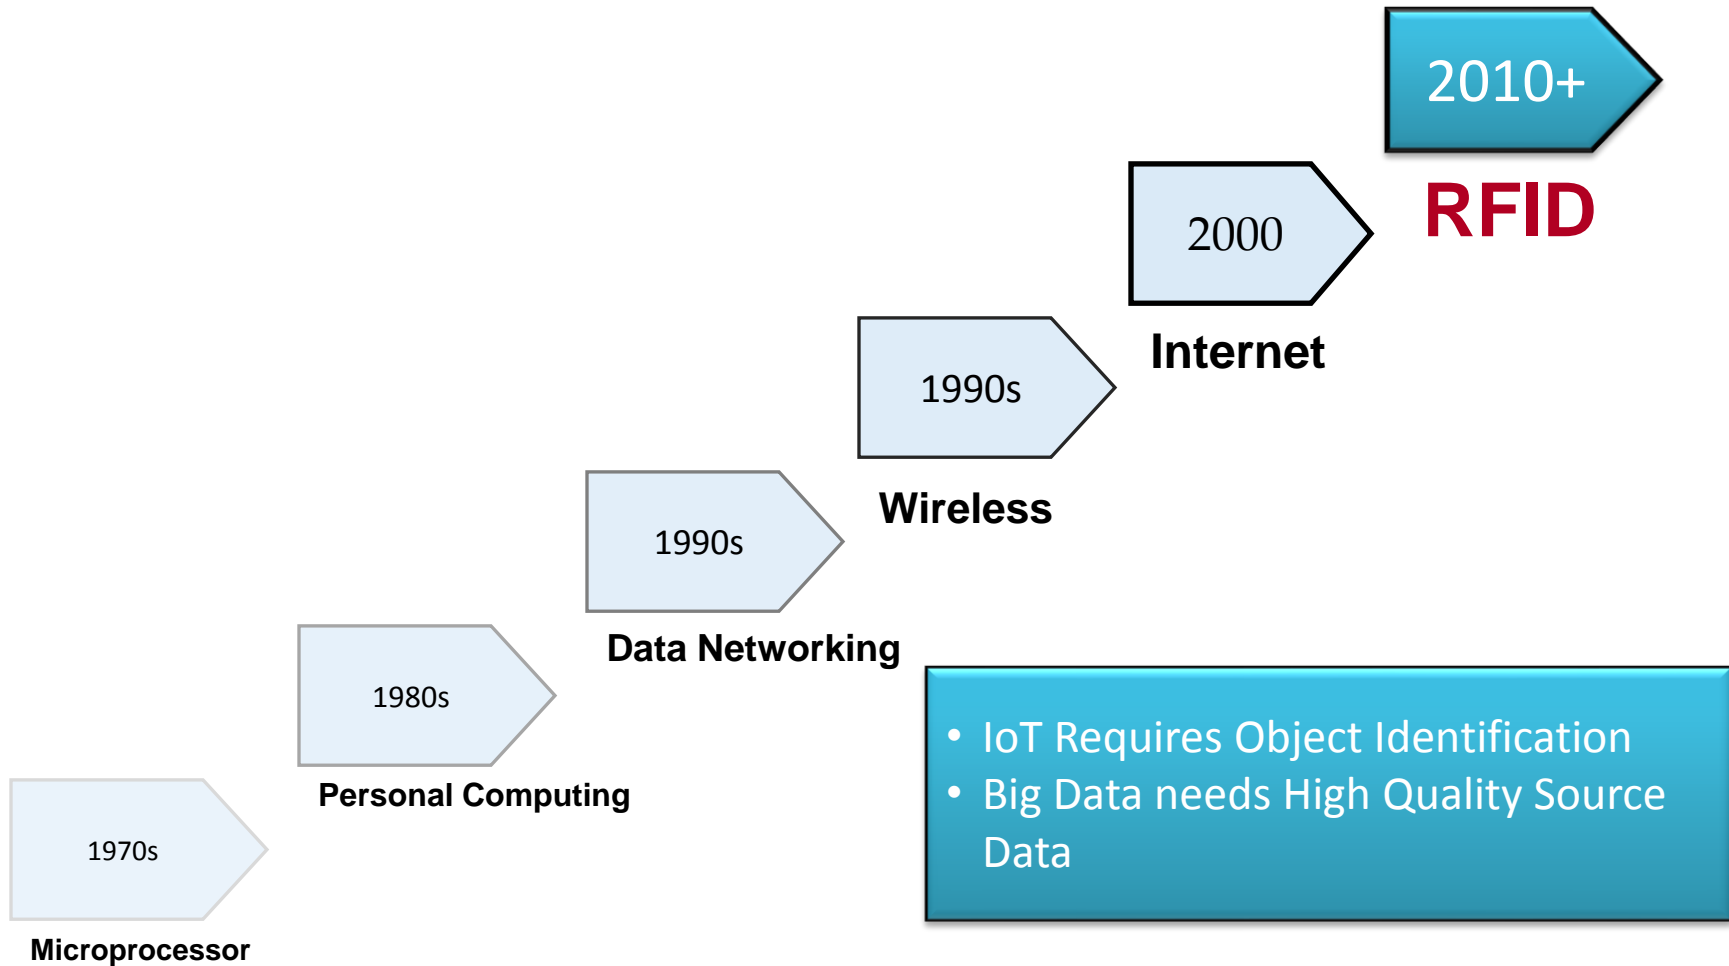 2010+
RFID
2000
Internet
1990s
Wireless
1990s
Data Networking
1980s
Personal Computing
1970s
Microprocessor
• IoT Requires Object Identification
• Big Data needs High Quality Source
Data